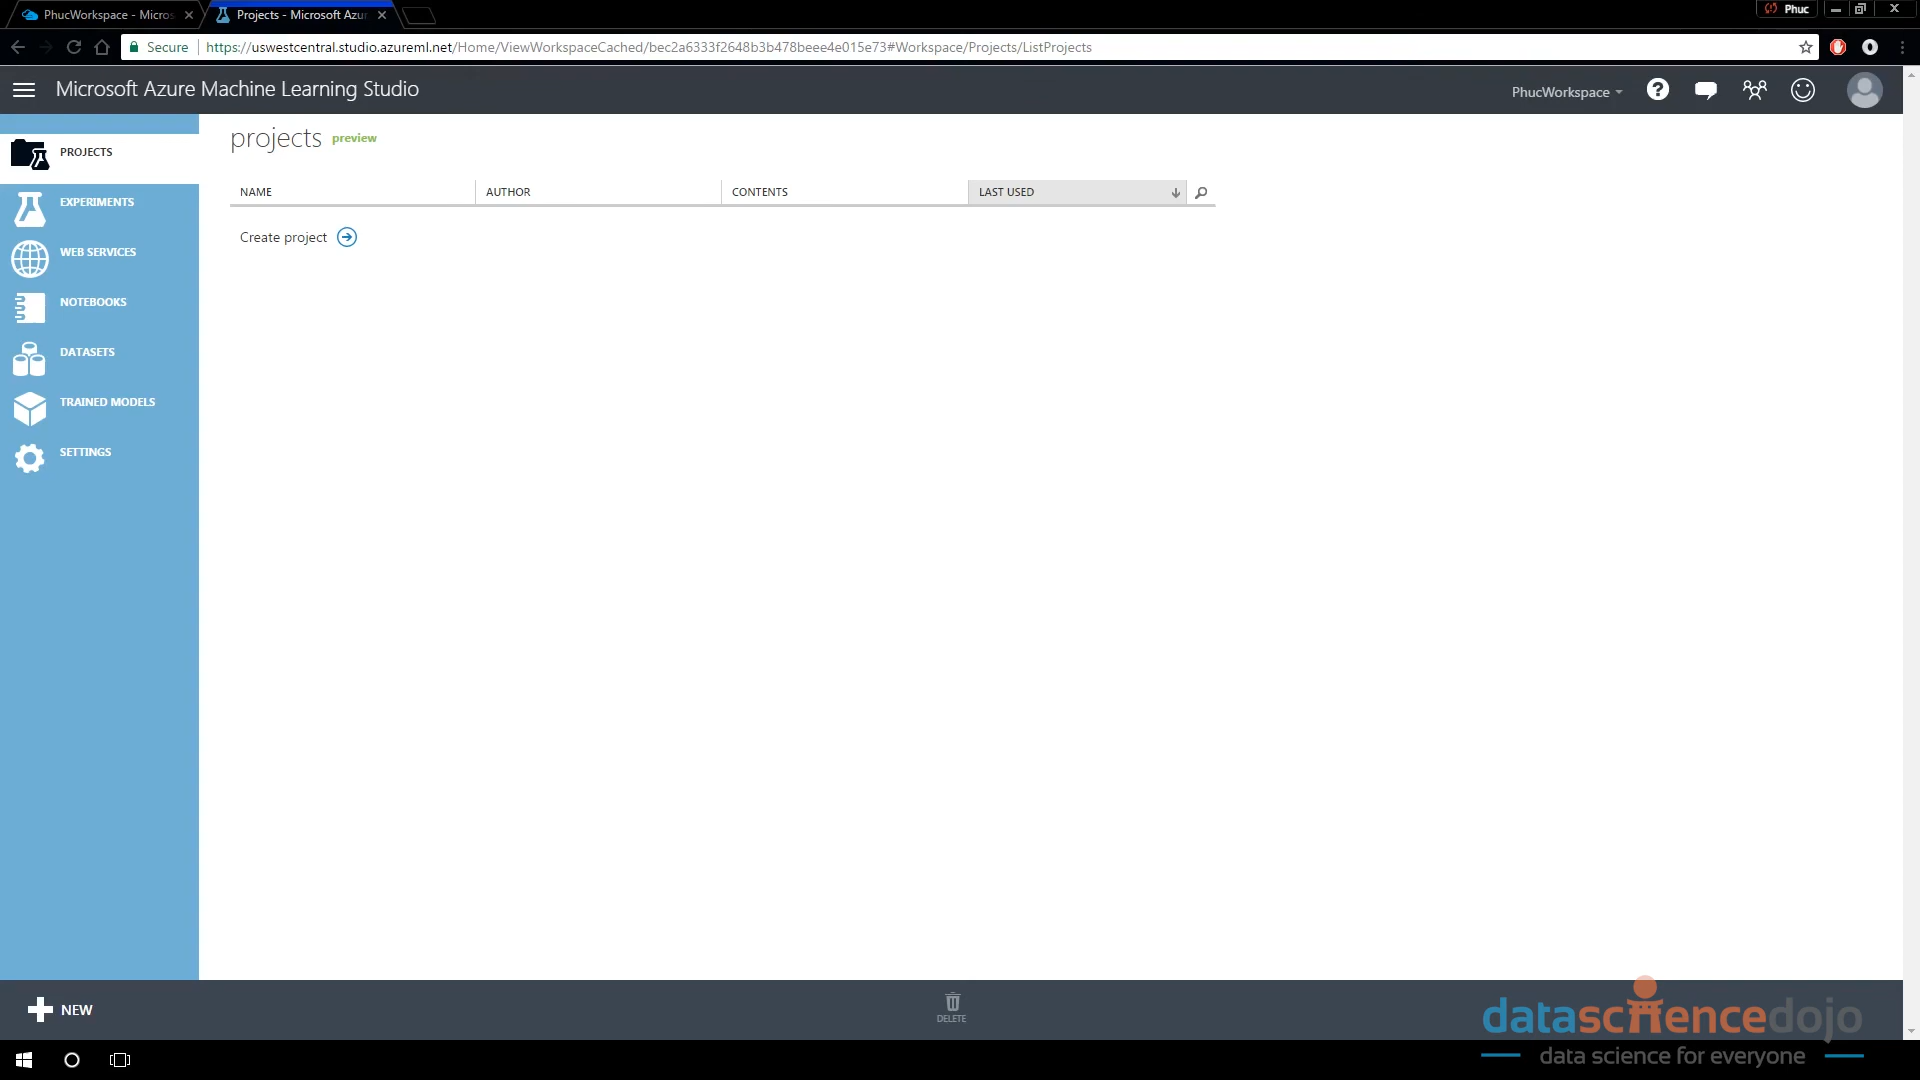 PhucWorkspace - Micros
Projects - Microsoft Azur
Phuc
Secure
https://uswestcentral.studio.azureml.net/Home/ViewWorkspaceCached/bec2a6333f2648b3b478beee4e015e73#Workspace/Projects/ListProjects
Microsoft Azure Machine Learning Studio
PhucWorkspace
PROJECTS
EXPERIMENTS
WEB SERVICES
NOTEBOOKS
DATASETS
TRAINED MODELS
SETTINGS
projects preview
NAME AUTHOR CONTENTS LAST USED
Create project
NEW
DELETE
datasciencedojo
data science for everyone